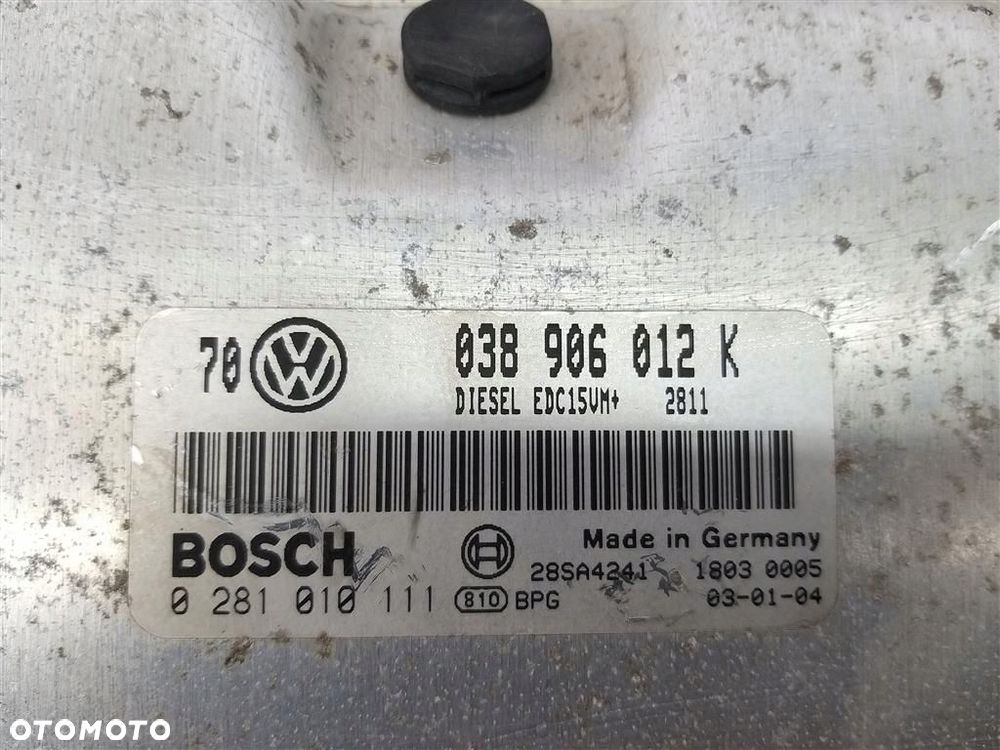 70 038 906 012 K
DIESEL EDC15VM+ 2811
BOSCH
Made in Germany
28SA4241 1803 0005
0 281 010 111 810 BPG 03-01-04
OTOMOTO